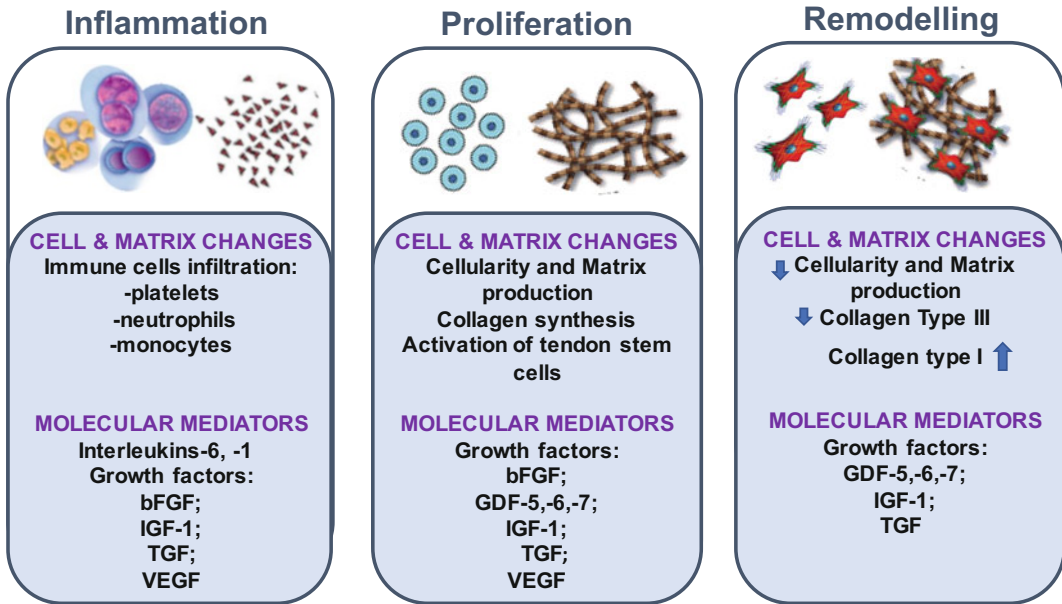 Inflammation
CELL & MATRIX CHANGES
Immune cells infiltration:
-platelets
-neutrophils
-monocytes
MOLECULAR MEDIATORS
Interleukins-6, -1
Growth factors:
bFGF;
IGF-1;
TGF;
VEGF
Proliferation
CELL & MATRIX CHANGES
Cellularity and Matrix
production
Collagen synthesis
Activation of tendon stem
cells
MOLECULAR MEDIATORS
Growth factors:
bFGF;
GDF-5,-6,-7;
IGF-1;
TGF;
VEGF
Remodelling
CELL & MATRIX CHANGES
Cellularity and Matrix
production
Collagen Type III
Collagen type I
MOLECULAR MEDIATORS
Growth factors:
GDF-5,-6,-7;
IGF-1;
TGF